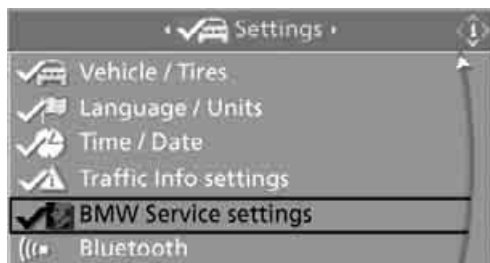 Settings
Vehicle / Tires
Language / Units
Time / Date
Traffic Info settings
BMW Service settings
Bluetooth